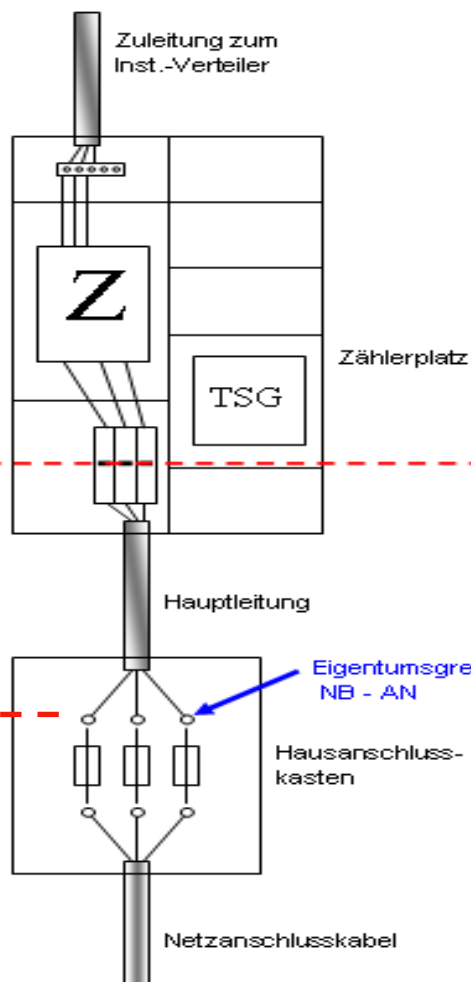 Zuleitung zum
Inst.-Verteiler
Z
Zählerplatz
TSG
Hauptleitung
Eigentumsgre
NB - AN
Hausanschluss-
kasten
Netzanschlusskabel